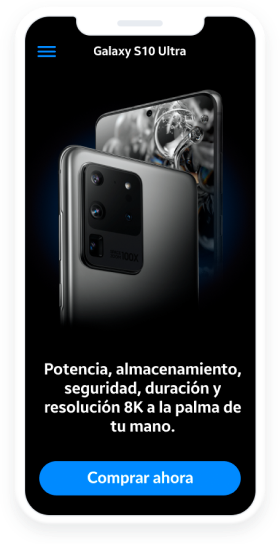 Galaxy S10 Ultra
Potencia, almacenamiento,
seguridad, duración y
resolución 8K a la palma de
tu mano.
Comprar ahora